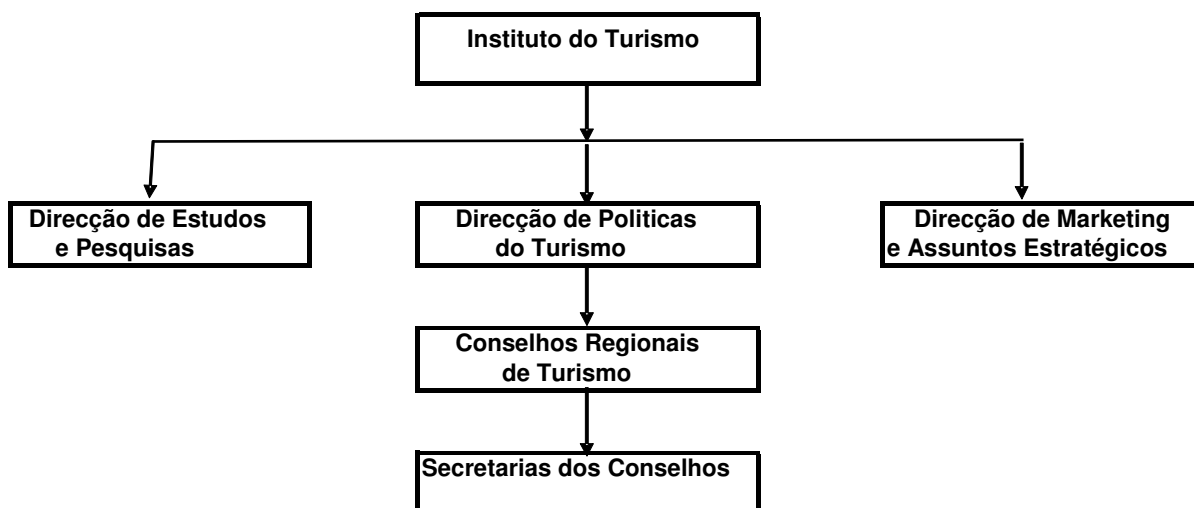 Instituto do Turismo
Direcção de Estudos
e Pesquisas
Direcção de Politicas
do Turismo
Direcção de Marketing
e Assuntos Estratégicos
Conselhos Regionais
de Turismo
Secretarias dos Conselhos